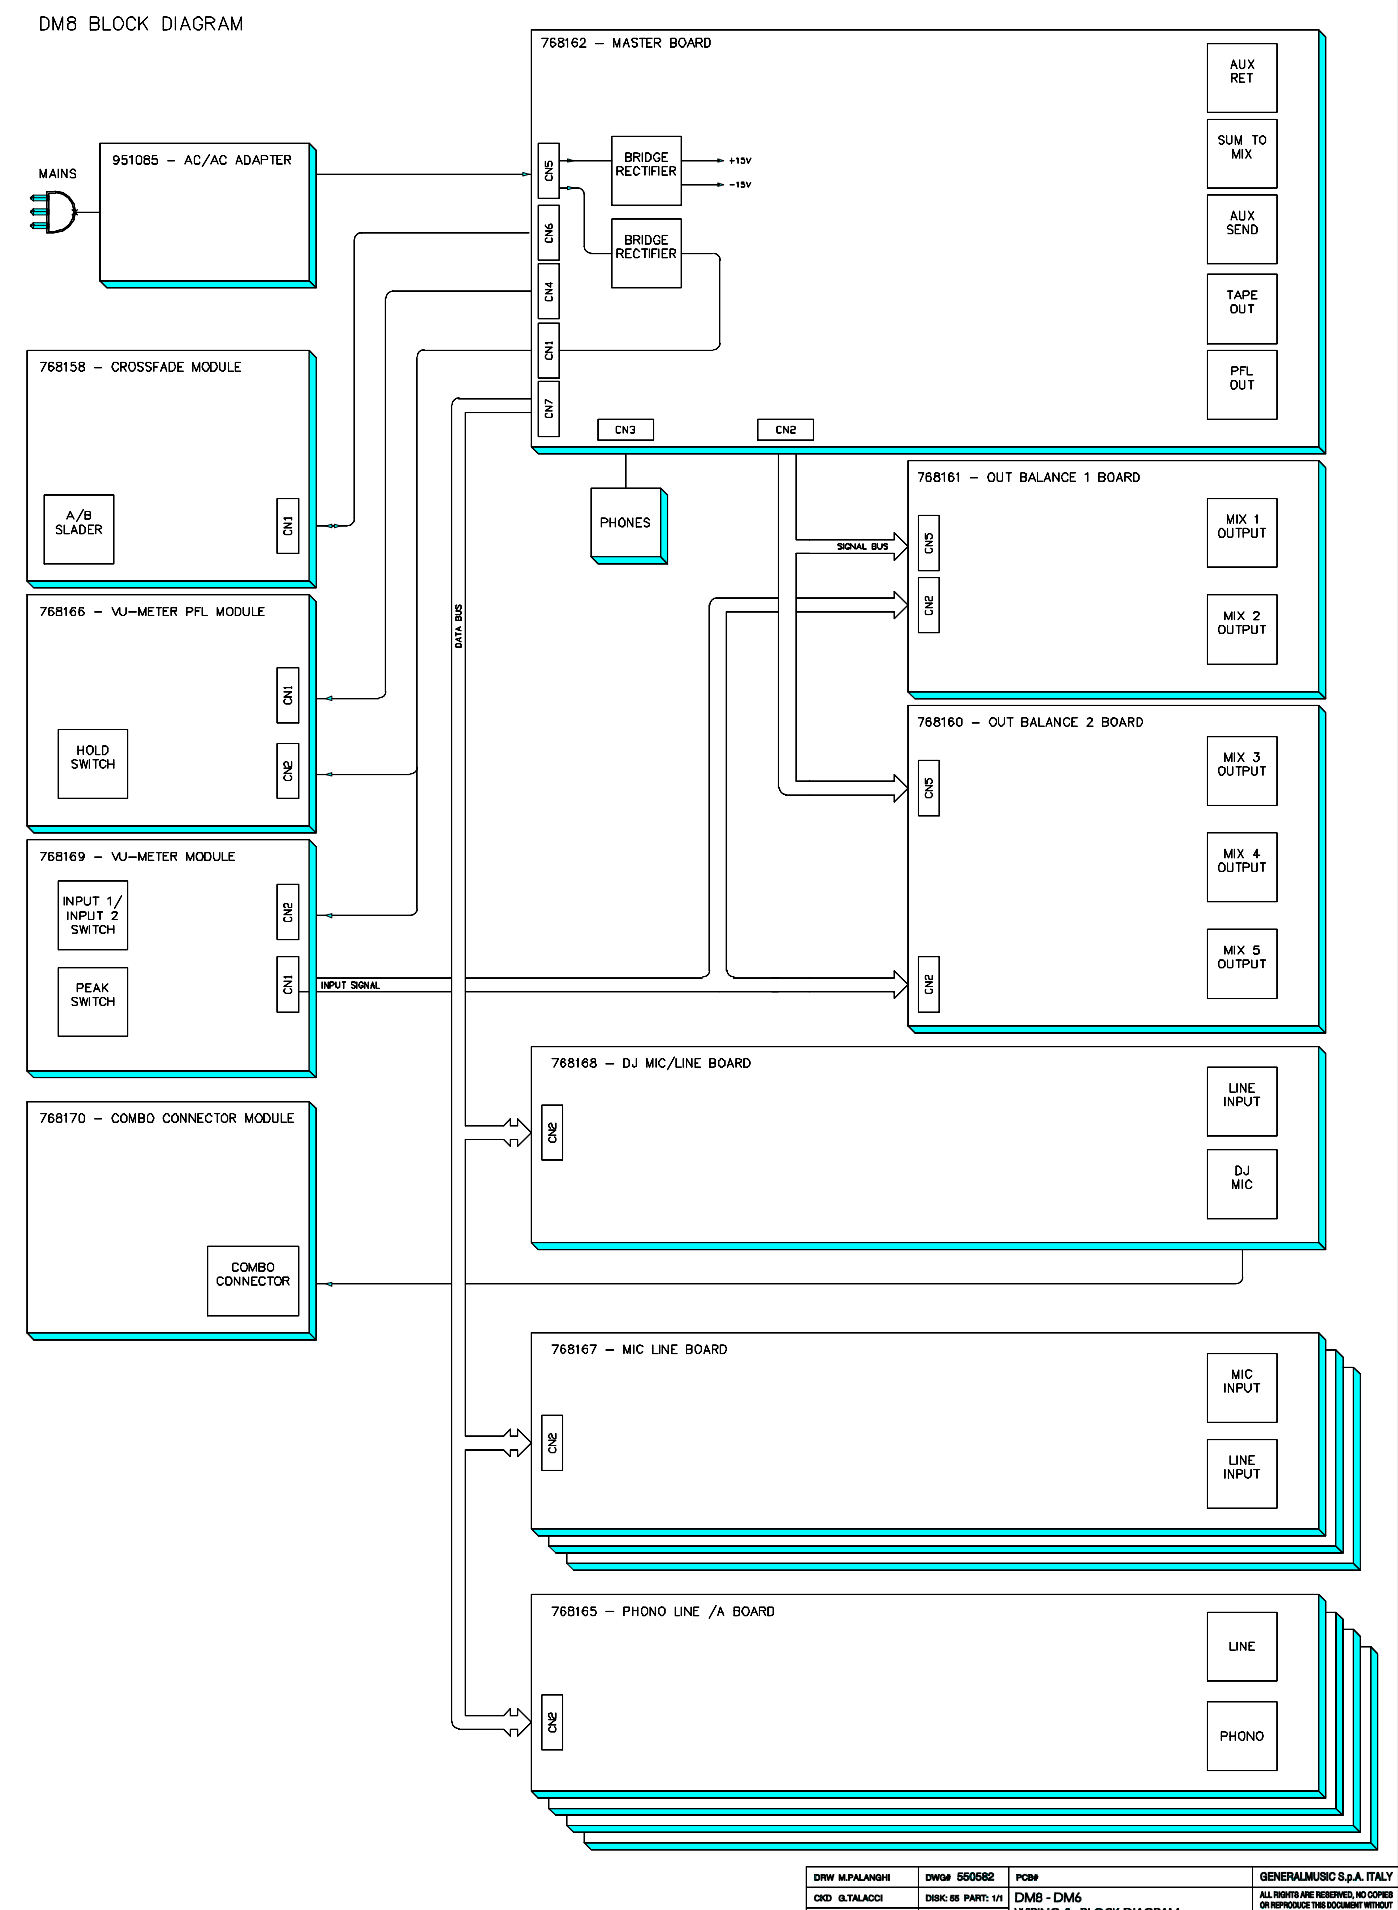 DM8 BLOCK DIAGRAM
768162 – MASTER BOARD
AUX
RET
SUM TO
MIX
AUX
SEND
TAPE
OUT
PFL
OUT
951085 – AC/AC ADAPTER
MAINS
CN5
BRIDGE
RECTIFIER
+15V
–15V
CN6
BRIDGE
RECTIFIER
CN4
CN1
CN7
CN3
CN2
PHONES
768158 – CROSSFADE MODULE
A/B
SLADER
CN1
768161 – OUT BALANCE 1 BOARD
SIGNAL BUS
CN5
CN2
MIX 1
OUTPUT
MIX 2
OUTPUT
768166 – VU–METER PFL MODULE
DATA BUS
CN1
HOLD
SWITCH
CN2
768160 – OUT BALANCE 2 BOARD
CN5
MIX 3
OUTPUT
MIX 4
OUTPUT
MIX 5
OUTPUT
CN2
768169 – VU–METER MODULE
INPUT 1/
INPUT 2
SWITCH
CN2
PEAK
SWITCH
CN1
INPUT SIGNAL
768168 – DJ MIC/LINE BOARD
CN2
LINE
INPUT
DJ
MIC
768170 – COMBO CONNECTOR MODULE
COMBO
CONNECTOR
768167 – MIC LINE BOARD
CN2
MIC
INPUT
LINE
INPUT
768165 – PHONO LINE /A BOARD
CN2
LINE
PHONO
DRW M.PALANGHI
DWG# 550582
PCB#
GENERALMUSIC S.p.A. ITALY
CKD G.TALACCI
DISK: 55 PART: 1/1
DM8 - DM6
ALL RIGHTS ARE RESERVED, NO COPIES
OR REPRODUCE THIS DOCUMENT WITHOUT